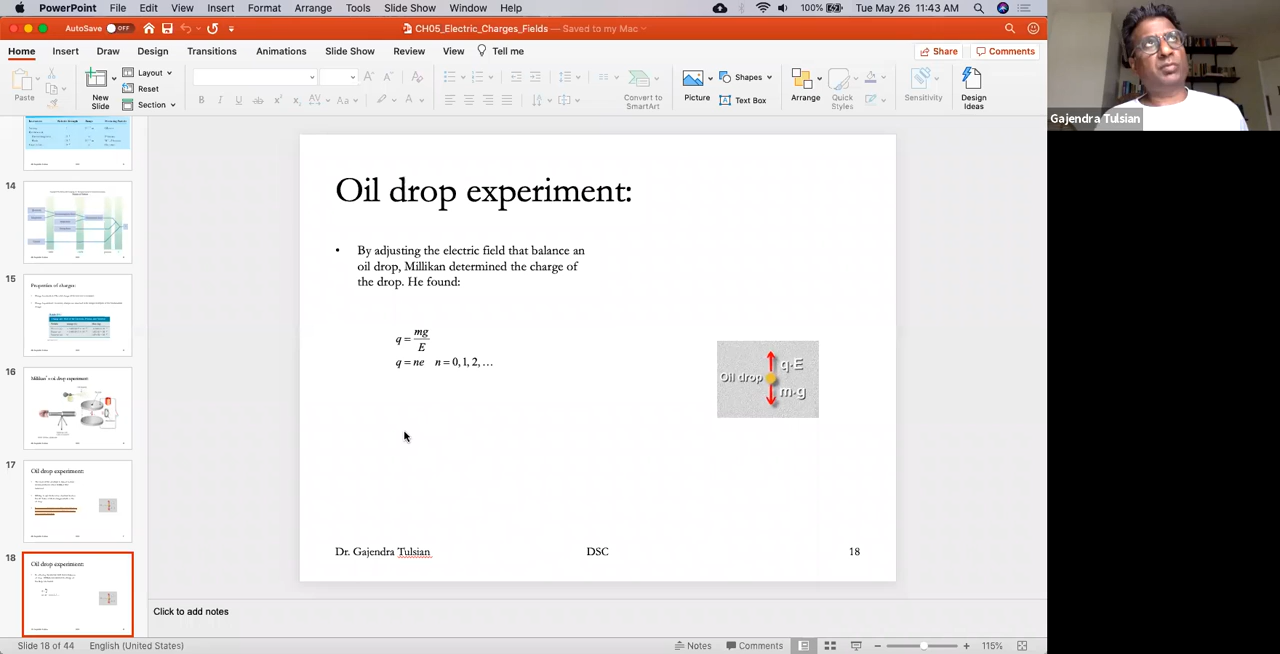 PowerPoint File Edit View Insert Format Arrange Tools Slide Show Window Help 100% Tue May 26 11:43 AM
AutoSave OFF CH05_Electric_Charges_Fields — Saved to my Mac
Home Insert Draw Design Transitions Animations Slide Show Review View Tell me Share Comments
Paste New Slide Layout Reset Section B I U ab x² x₂ AV Aa A Convert to SmartArt Picture Shapes Text Box Arrange Quick Styles Sensitivity Design Ideas
Gajendra Tulsian
14
15
Properties of charges:
16
Millikan's oil drop experiment:
17
Oil drop experiment:
18
Oil drop experiment:
Oil drop experiment:
• By adjusting the electric field that balance an
oil drop, Millikan determined the charge of
the drop. He found:
q = mg/E
q = ne n = 0, 1, 2, …
q·E
Oil drop
m·g
Dr. Gajendra Tulsian DSC 18
Click to add notes
Slide 18 of 44 English (United States) Notes Comments 115%